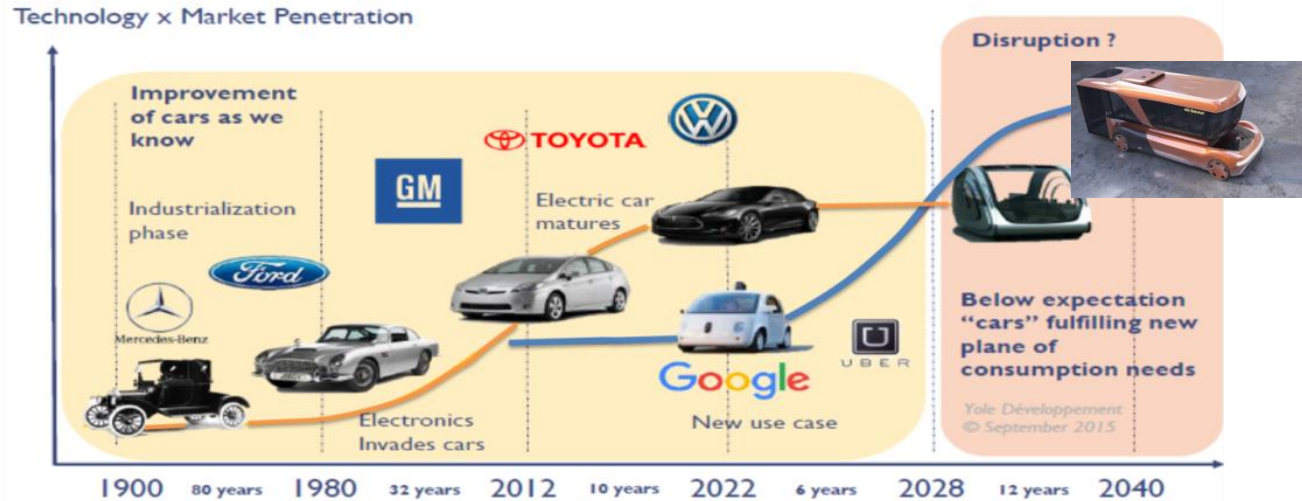 Technology x Market Penetration
Disruption ?
Improvement
of cars as we
know
TOYOTA
GM
Industrialization
phase
Electric car
matures
Ford
Mercedes-Benz
Below expectation
“cars” fulfilling new
plane of
consumption needs
U
UBER
Google
Electronics
Invades cars
New use case
Yole Développement
© September 2015
1900 80 years 1980 32 years 2012 10 years 2022 6 years 2028 12 years 2040